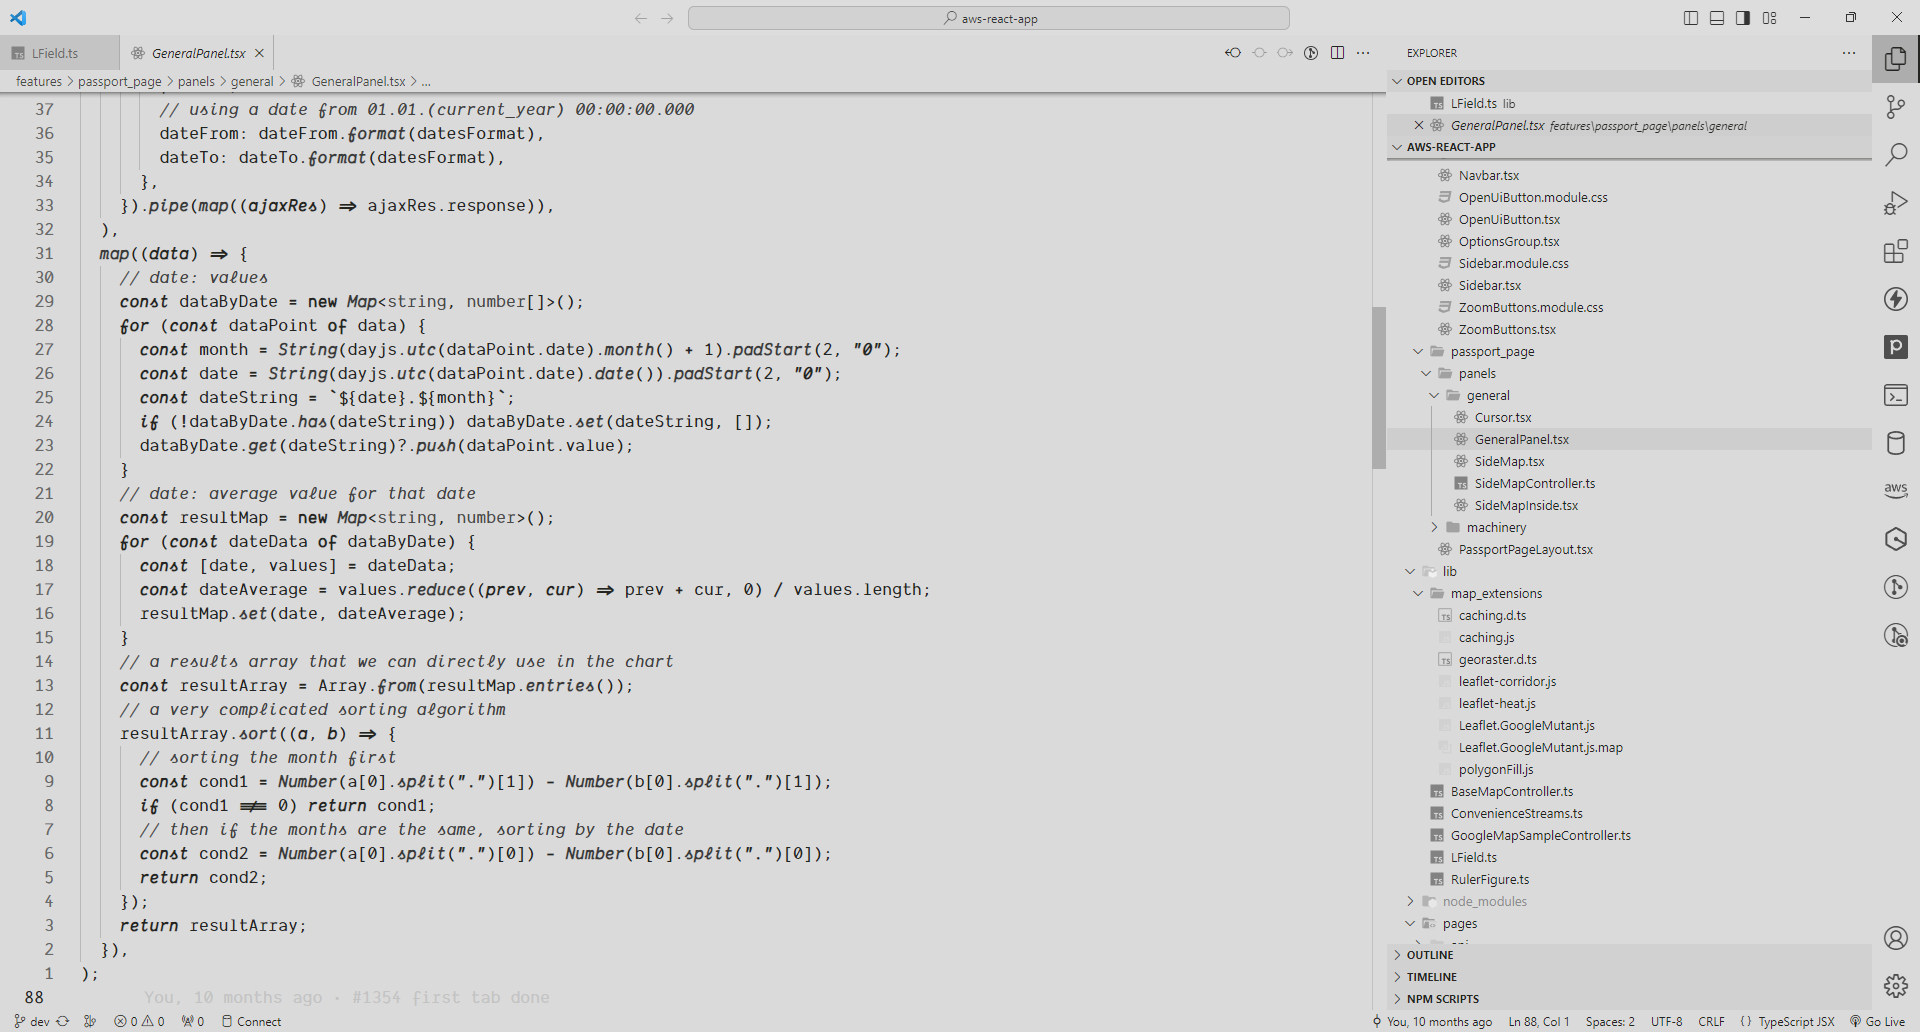 aws-react-app
LField.ts
GeneralPanel.tsx
features > passport_page > panels > general > GeneralPanel.tsx > ...
37 // using a date from 01.01.(current_year) 00:00:00.000
36 dateFrom: dateFrom.format(datesFormat),
35 dateTo: dateTo.format(datesFormat),
34 },
33 }).pipe(map((ajaxRes) => ajaxRes.response)),
32 ),
31 map((data) => {
30 // date: values
29 const dataByDate = new Map<string, number[]>();
28 for (const dataPoint of data) {
27 const month = String(dayjs.utc(dataPoint.date).month() + 1).padStart(2, "0");
26 const date = String(dayjs.utc(dataPoint.date).date()).padStart(2, "0");
25 const dateString = `${date}.${month}`;
24 if (!dataByDate.has(dateString)) dataByDate.set(dateString, []);
23 dataByDate.get(dateString)?.push(dataPoint.value);
22 }
21 // date: average value for that date
20 const resultMap = new Map<string, number>();
19 for (const dateData of dataByDate) {
18 const [date, values] = dateData;
17 const dateAverage = values.reduce((prev, cur) => prev + cur, 0) / values.length;
16 resultMap.set(date, dateAverage);
15 }
14 // a results array that we can directly use in the chart
13 const resultArray = Array.from(resultMap.entries());
12 // a very complicated sorting algorithm
11 resultArray.sort((a, b) => {
10 // sorting the month first
9 const cond1 = Number(a[0].split(".")[1]) - Number(b[0].split(".")[1]);
8 if (cond1 !== 0) return cond1;
7 // then if the months are the same, sorting by the date
6 const cond2 = Number(a[0].split(".")[0]) - Number(b[0].split(".")[0]);
5 return cond2;
4 });
3 return resultArray;
2 }),
1 );
88 You, 10 months ago • #1354 first tab done
EXPLORER
OPEN EDITORS
LField.ts lib
GeneralPanel.tsx features\passport_page\panels\general
AWS-REACT-APP
Navbar.tsx
OpenUiButton.module.css
OpenUiButton.tsx
OptionsGroup.tsx
Sidebar.module.css
Sidebar.tsx
ZoomButtons.module.css
ZoomButtons.tsx
passport_page
panels
general
Cursor.tsx
GeneralPanel.tsx
SideMap.tsx
SideMapController.ts
SideMapInside.tsx
machinery
PassportPageLayout.tsx
lib
map_extensions
caching.d.ts
caching.js
georaster.d.ts
leaflet-corridor.js
leaflet-heat.js
Leaflet.GoogleMutant.js
Leaflet.GoogleMutant.js.map
polygonFill.js
BaseMapController.ts
ConvenienceStreams.ts
GoogleMapSampleController.ts
LField.ts
RulerFigure.ts
node_modules
pages
OUTLINE
TIMELINE
NPM SCRIPTS
aws
dev
0 0
0
Connect
You, 10 months ago
Ln 88, Col 1
Spaces: 2
UTF-8
CRLF
{ } TypeScript JSX
Go Live